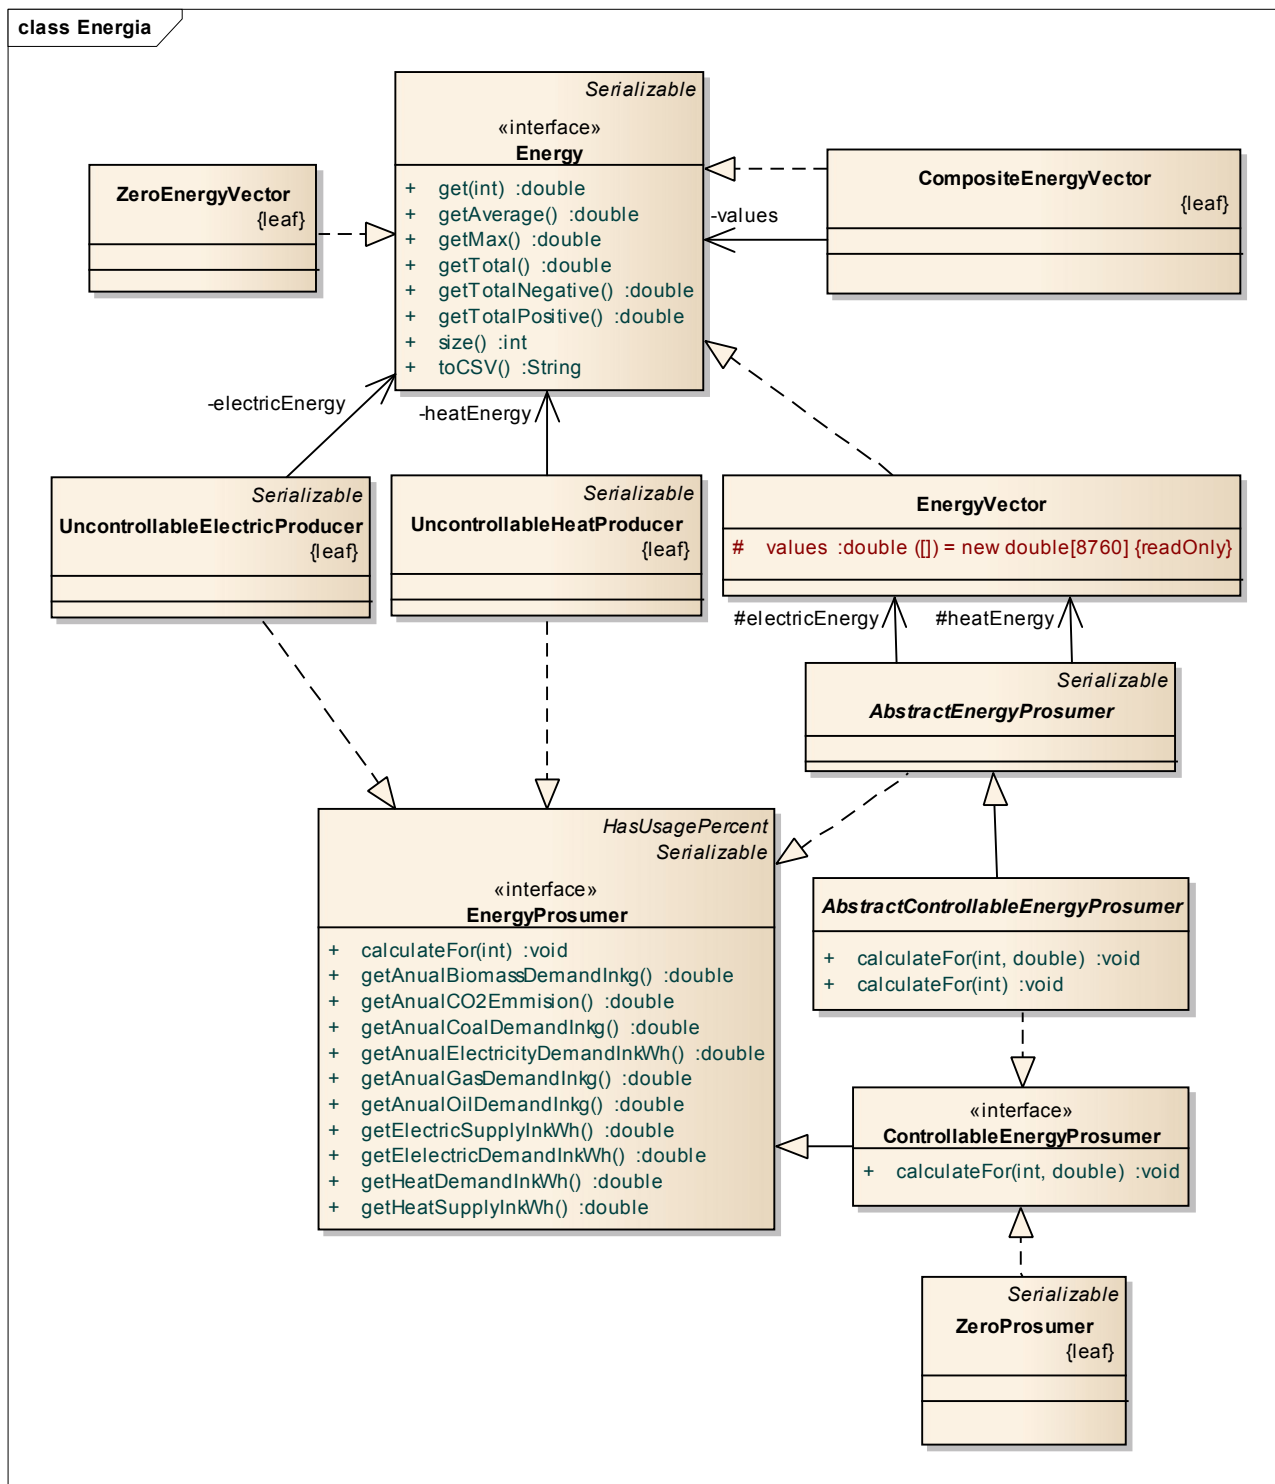 class Energia
Serializable
«interface»
Energy
+ get(int) :double
+ getAverage() :double
+ getMax() :double
+ getTotal() :double
+ getTotalNegative() :double
+ getTotalPositive() :double
+ size() :int
+ toCSV() :String
ZeroEnergyVector
{leaf}
CompositeEnergyVector
{leaf}
-values
-electricEnergy
-heatEnergy
Serializable
UncontrollableElectricProducer
{leaf}
Serializable
UncontrollableHeatProducer
{leaf}
EnergyVector
# values :double ([]) = new double[8760] {readOnly}
#electricEnergy
#heatEnergy
Serializable
AbstractEnergyProsumer
HasUsagePercent
Serializable
«interface»
EnergyProsumer
+ calculateFor(int) :void
+ getAnualBiomassDemandInkg() :double
+ getAnualCO2Emmision() :double
+ getAnualCoalDemandInkg() :double
+ getAnualElectricityDemandInkWh() :double
+ getAnualGasDemandInkg() :double
+ getAnualOilDemandInkg() :double
+ getElectricSupplyInkWh() :double
+ getElelectricDemandInkWh() :double
+ getHeatDemandInkWh() :double
+ getHeatSupplyInkWh() :double
AbstractControllableEnergyProsumer
+ calculateFor(int, double) :void
+ calculateFor(int) :void
«interface»
ControllableEnergyProsumer
+ calculateFor(int, double) :void
Serializable
ZeroProsumer
{leaf}